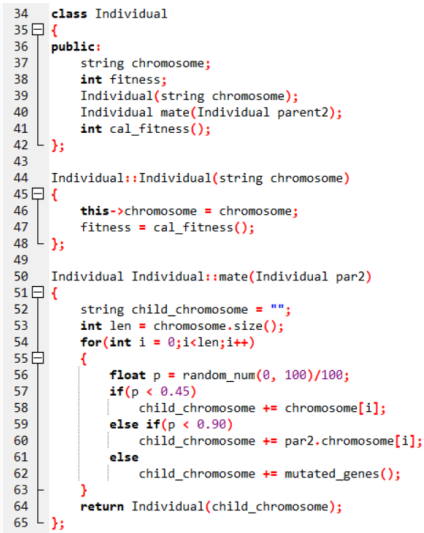 34 class Individual
35 {
36 public:
37 string chromosome;
38 int fitness;
39 Individual(string chromosome);
40 Individual mate(Individual parent2);
41 int cal_fitness();
42 };
43
44 Individual::Individual(string chromosome)
45 {
46 this->chromosome = chromosome;
47 fitness = cal_fitness();
48 };
49
50 Individual Individual::mate(Individual par2)
51 {
52 string child_chromosome = "";
53 int len = chromosome.size();
54 for(int i = 0;i<len;i++)
55 {
56 float p = random_num(0, 100)/100;
57 if(p < 0.45)
58 child_chromosome += chromosome[i];
59 else if(p < 0.90)
60 child_chromosome += par2.chromosome[i];
61 else
62 child_chromosome += mutated_genes();
63 }
64 return Individual(child_chromosome);
65 };